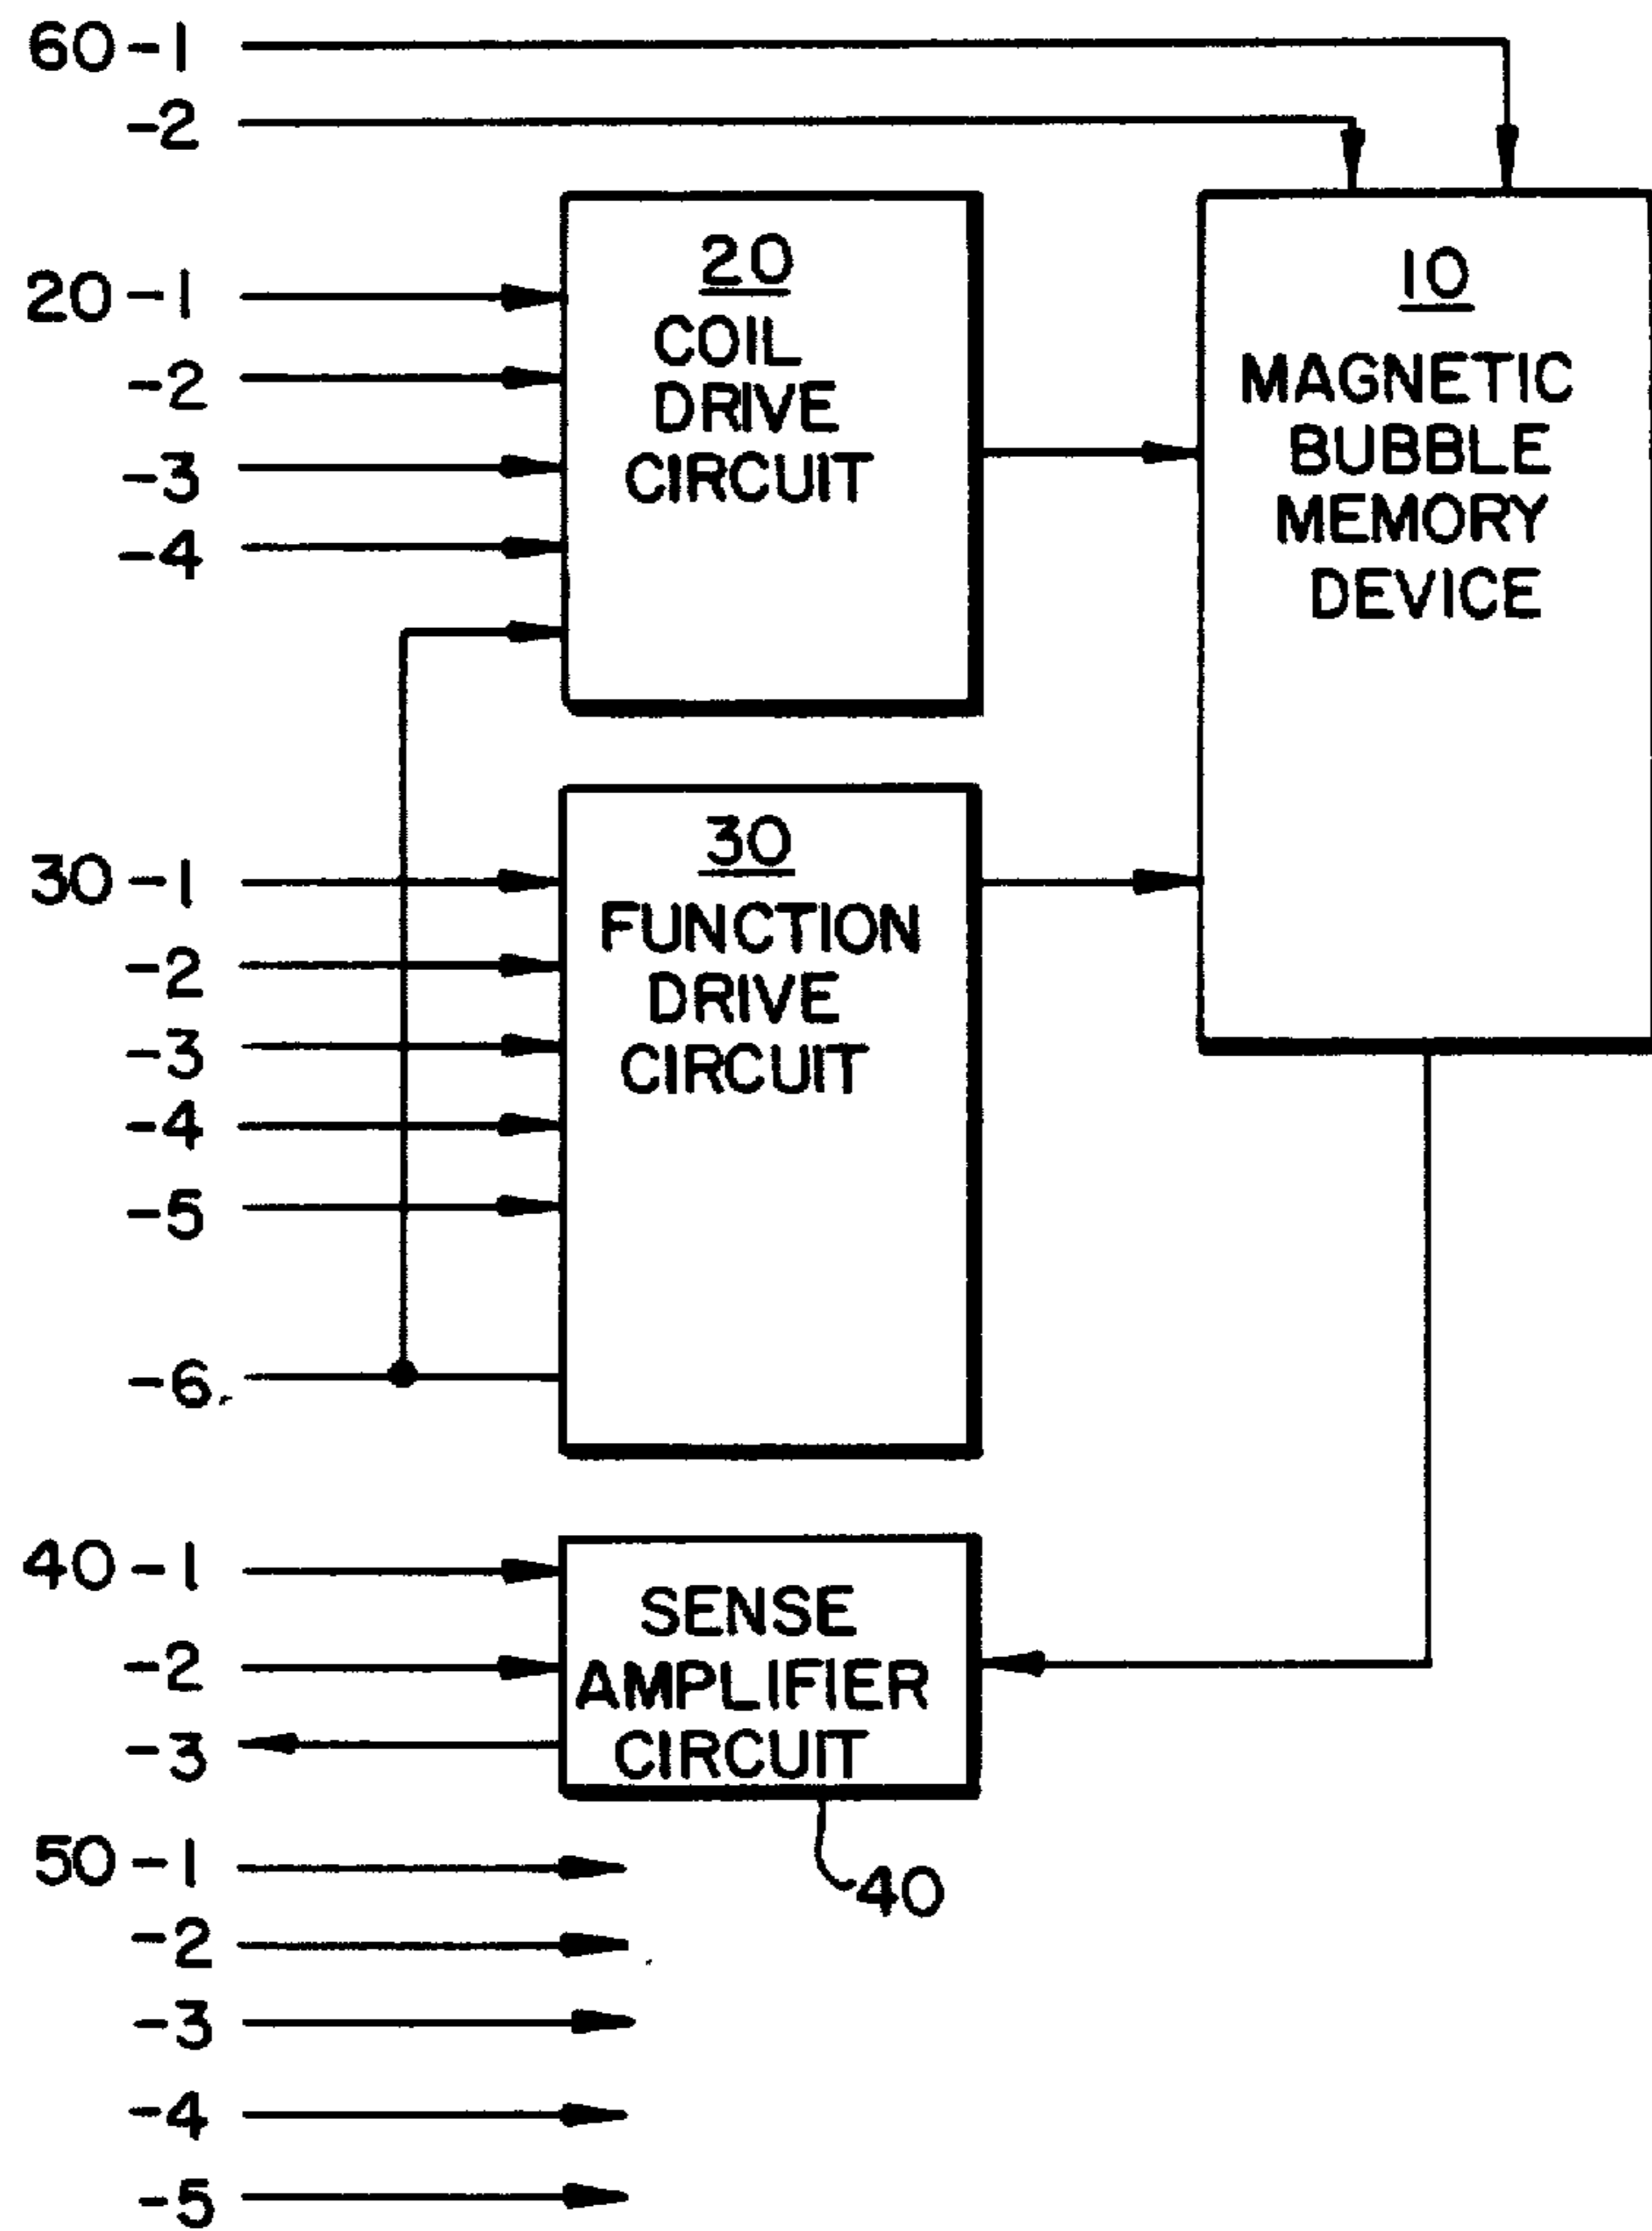 60-1
-2
20-1
-2
-3
-4
20
COIL
DRIVE
CIRCUIT
10
MAGNETIC
BUBBLE
MEMORY
DEVICE
30-1
-2
-3
-4
-5
-6
30
FUNCTION
DRIVE
CIRCUIT
40-1
-2
-3
SENSE
AMPLIFIER
CIRCUIT
40
50-1
-2
-3
-4
-5